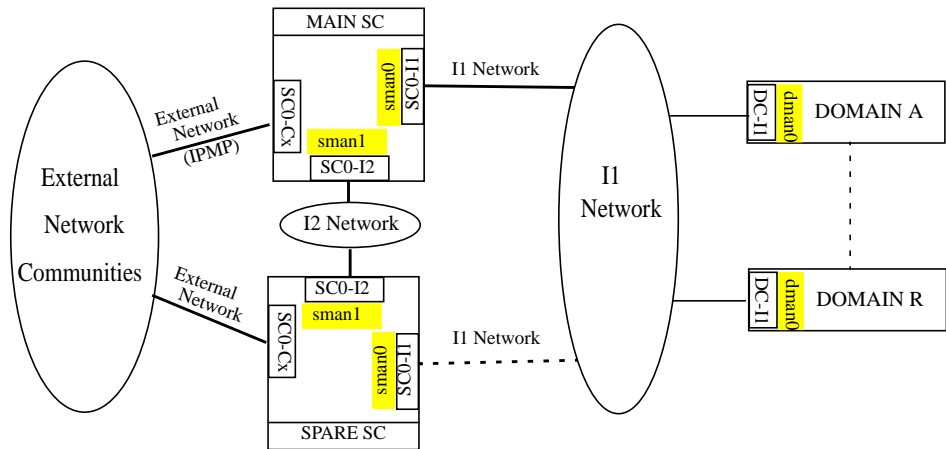 MAIN SC
I1 Network
sman0
SC0-I1
SC0-Cx
External
Network
(IPMP)
sman1
SC0-I2
DC-I1
dman0
DOMAIN A
External
Network
Communities
I2 Network
I1
Network
External
Network
SC0-I2
sman1
SC0-Cx
sman0
SC0-I1
I1 Network
DC-I1
dman0
DOMAIN R
SPARE SC